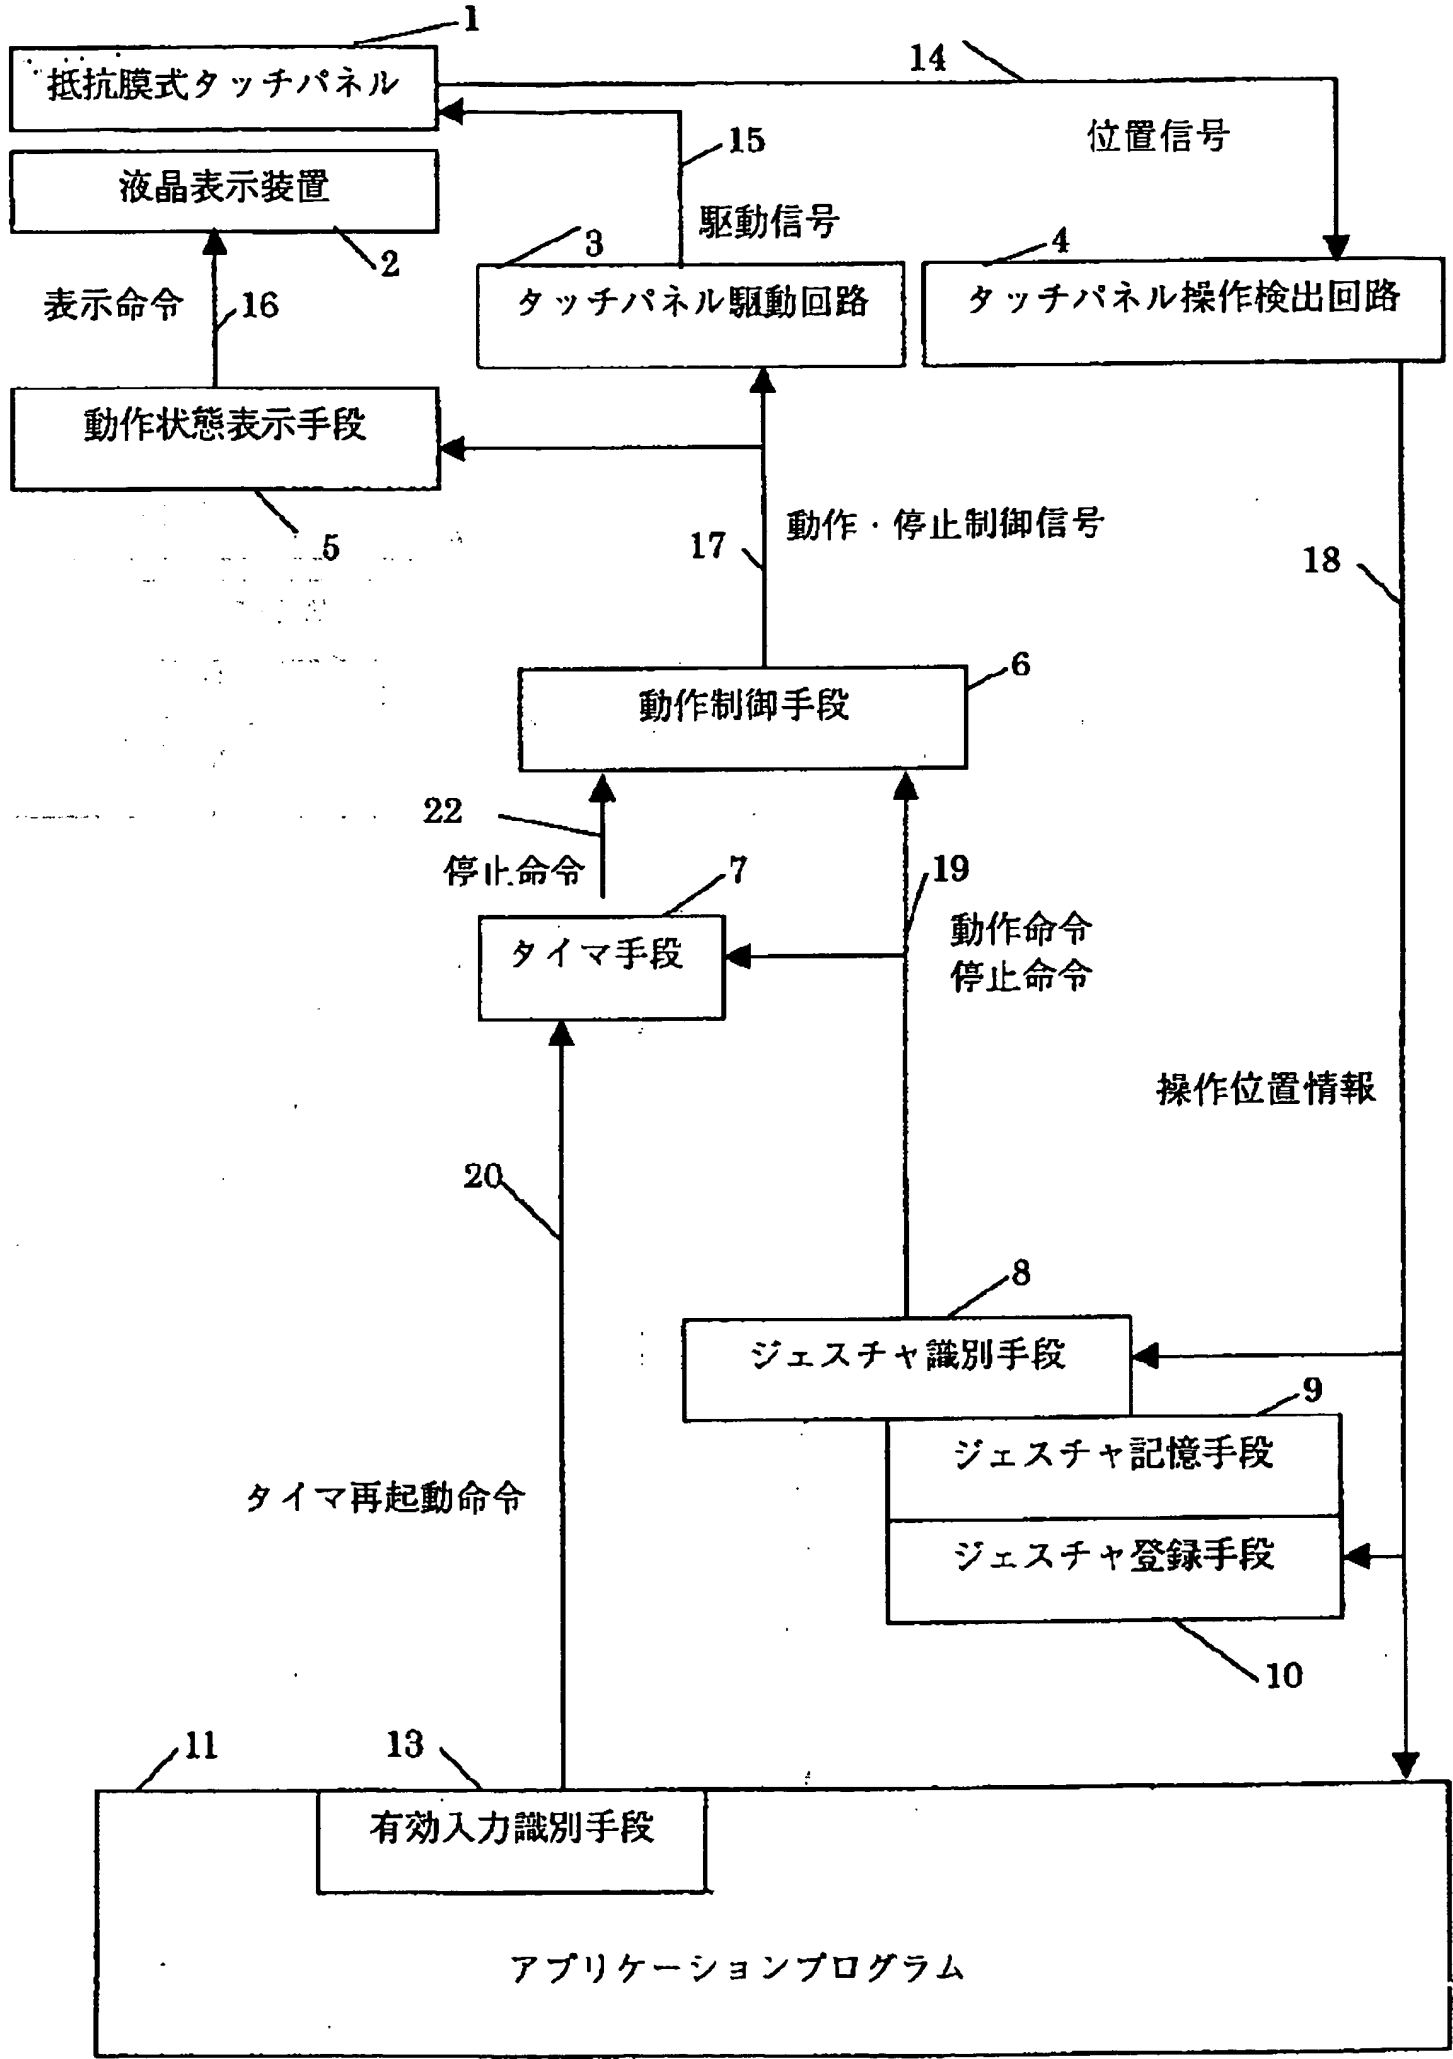 1
抵抗膜式タッチパネル
14
15
位置信号
液晶表示装置
駆動信号
2
3
4
表示命令
16
タッチパネル駆動回路
タッチパネル操作検出回路
動作状態表示手段
5
17
動作・停止制御信号
18
6
動作制御手段
22
停止命令
7
19
タイマ手段
動作命令
停止命令
操作位置情報
20
8
ジェスチャ識別手段
9
ジェスチャ記憶手段
タイマ再起動命令
ジェスチャ登録手段
10
11
13
有効入力識別手段
アプリケーションプログラム